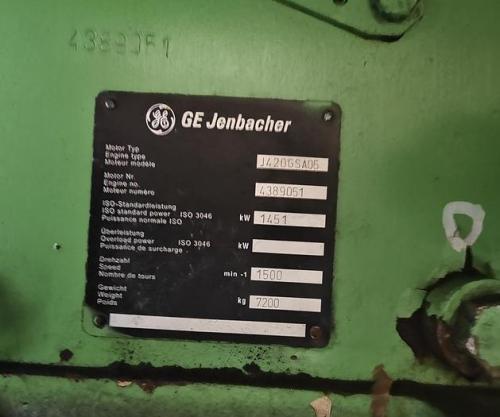 4389051
GE Jenbacher
Motor Typ
Engine type
Moteur modèle
J420GSA05
Motor Nr.
Engine no.
Moteur numéro
4389051
ISO-Standardleistung
ISO standard power ISO 3046
Puissance normale ISO
kW 1451
Überleistung
Overload power ISO 3046
Puissance de surcharge
kW
Drehzahl
Speed
Nombre de tours
min -1 1500
Gewicht
Weight
Poids
kg 7200